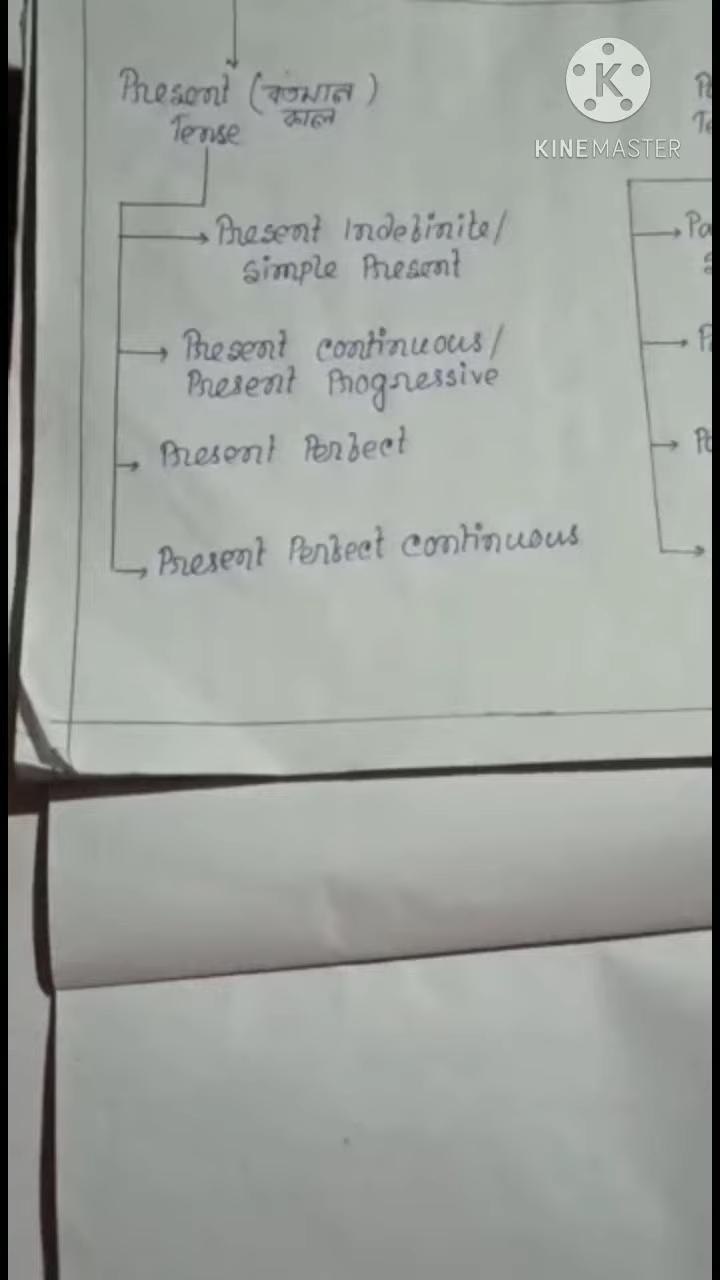 Present (বর্তমান
কাল)
Tense
Present Indefinite/
Simple Present
Present continuous/
Present Progressive
Present Perfect
Present Perfect continuous
K
KINEMASTER